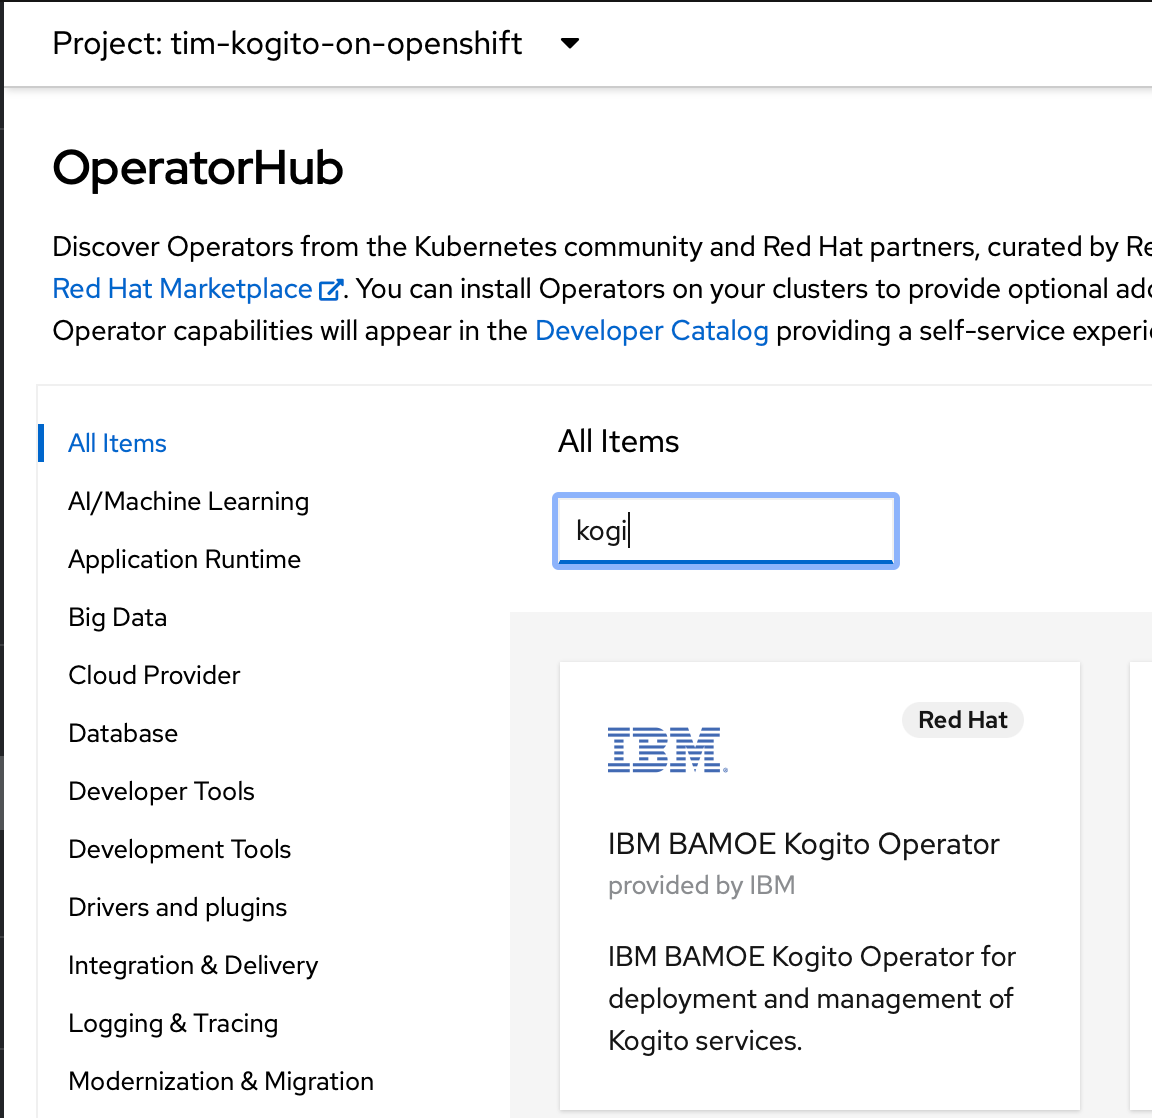 Project: tim-kogito-on-openshift
OperatorHub
Discover Operators from the Kubernetes community and Red Hat partners, curated by Re
Red Hat Marketplace. You can install Operators on your clusters to provide optional add
Operator capabilities will appear in the Developer Catalog providing a self-service experi
All Items
AI/Machine Learning
Application Runtime
Big Data
Cloud Provider
Database
Developer Tools
Development Tools
Drivers and plugins
Integration & Delivery
Logging & Tracing
Modernization & Migration
All Items
kogi
Red Hat
IBM®
IBM BAMOE Kogito Operator
provided by IBM
IBM BAMOE Kogito Operator for
deployment and management of
Kogito services.